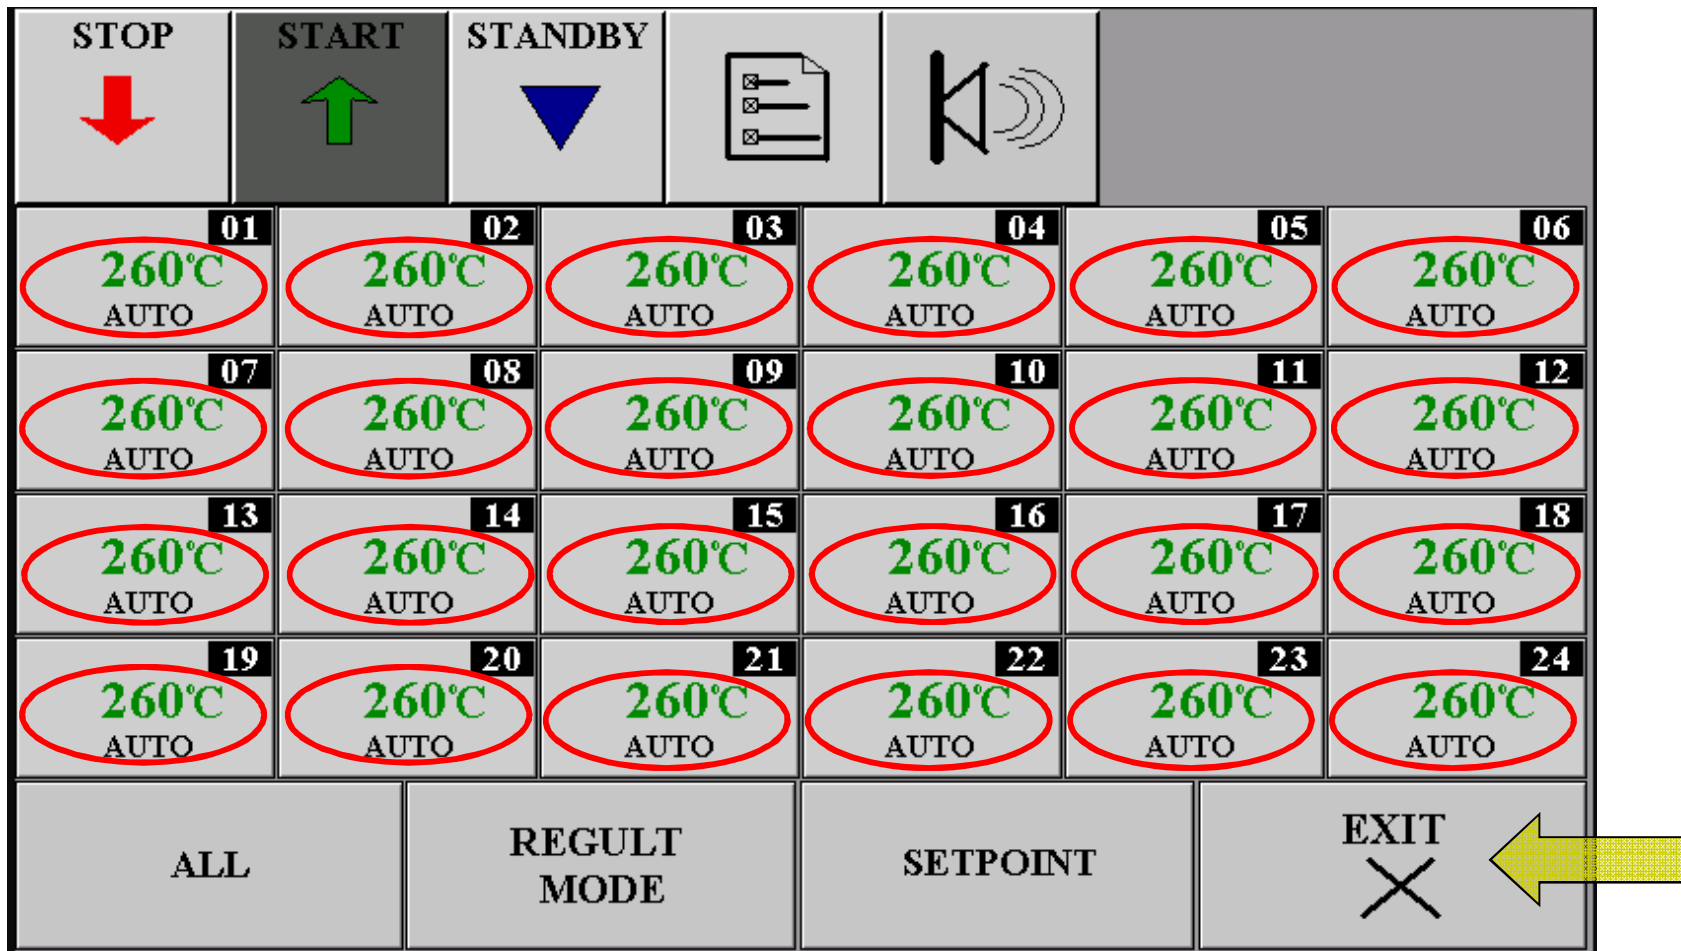 STOP START STANDBY
01 02 03 04 05 06
260℃ 260℃ 260℃ 260℃ 260℃ 260℃
AUTO AUTO AUTO AUTO AUTO AUTO
07 08 09 10 11 12
260℃ 260℃ 260℃ 260℃ 260℃ 260℃
AUTO AUTO AUTO AUTO AUTO AUTO
13 14 15 16 17 18
260℃ 260℃ 260℃ 260℃ 260℃ 260℃
AUTO AUTO AUTO AUTO AUTO AUTO
19 20 21 22 23 24
260℃ 260℃ 260℃ 260℃ 260℃ 260℃
AUTO AUTO AUTO AUTO AUTO AUTO
ALL
REGULT
MODE
SETPOINT
EXIT